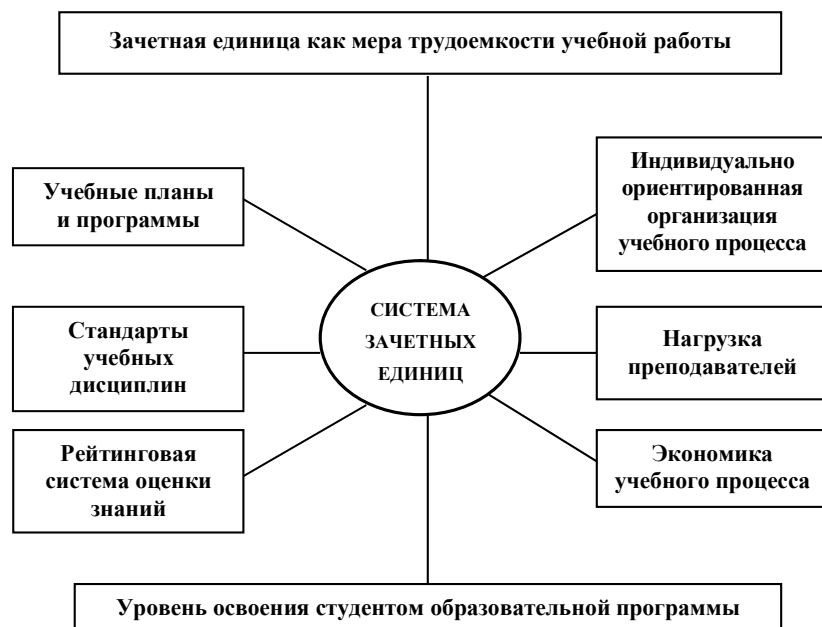 Зачетная единица как мера трудоемкости учебной работы
Учебные планы
и программы
Индивидуально
ориентированная
организация
учебного процесса
СИСТЕМА
ЗАЧЕТНЫХ
ЕДИНИЦ
Стандарты
учебных
дисциплин
Нагрузка
преподавателей
Рейтинговая
система оценки
знаний
Экономика
учебного процесса
Уровень освоения студентом образовательной программы